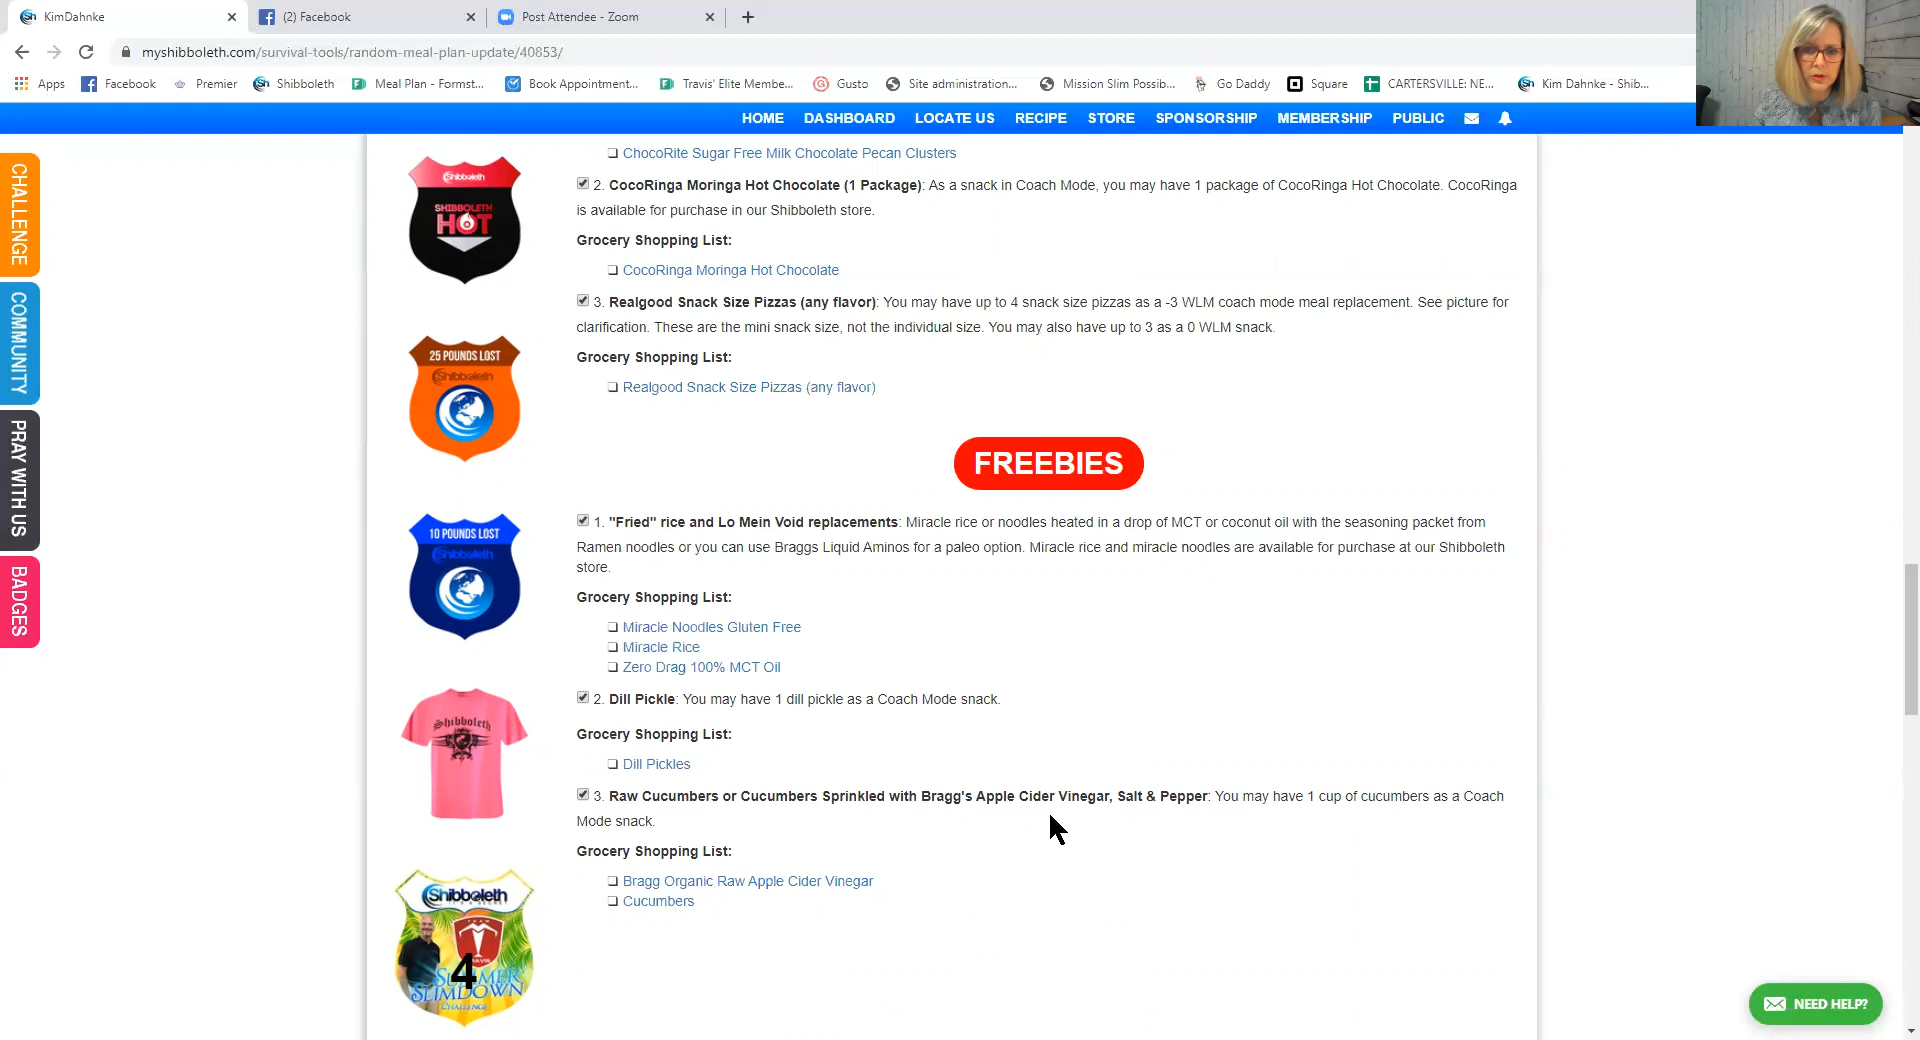 KimDahnke
(2) Facebook
Post Attendee - Zoom
myshibboleth.com/survival-tools/random-meal-plan-update/40853/
Apps Facebook Premier Shibboleth Meal Plan - Formst... Book Appointment... Travis' Elite Membe... Gusto Site administration... Mission Slim Possib... Go Daddy Square CARTERSVILLE: NE... Kim Dahnke - Shib...
HOME DASHBOARD LOCATE US RECIPE STORE SPONSORSHIP MEMBERSHIP PUBLIC
CHALLENGE
COMMUNITY
PRAY WITH US
BADGES
Shibboleth
SHIBBOLETH
HOT
25 POUNDS LOST
Shibboleth
10 POUNDS LOST
Shibboleth
Shibboleth
Shibboleth
4
SUMMER
SLIMDOWN
CHALLENGE
ChocoRite Sugar Free Milk Chocolate Pecan Clusters
2. CocoRinga Moringa Hot Chocolate (1 Package): As a snack in Coach Mode, you may have 1 package of CocoRinga Hot Chocolate. CocoRinga
is available for purchase in our Shibboleth store.
Grocery Shopping List:
CocoRinga Moringa Hot Chocolate
3. Realgood Snack Size Pizzas (any flavor): You may have up to 4 snack size pizzas as a -3 WLM coach mode meal replacement. See picture for
clarification. These are the mini snack size, not the individual size. You may also have up to 3 as a 0 WLM snack.
Grocery Shopping List:
Realgood Snack Size Pizzas (any flavor)
FREEBIES
1. "Fried" rice and Lo Mein Void replacements: Miracle rice or noodles heated in a drop of MCT or coconut oil with the seasoning packet from
Ramen noodles or you can use Braggs Liquid Aminos for a paleo option. Miracle rice and miracle noodles are available for purchase at our Shibboleth
store.
Grocery Shopping List:
Miracle Noodles Gluten Free
Miracle Rice
Zero Drag 100% MCT Oil
2. Dill Pickle: You may have 1 dill pickle as a Coach Mode snack.
Grocery Shopping List:
Dill Pickles
3. Raw Cucumbers or Cucumbers Sprinkled with Bragg's Apple Cider Vinegar, Salt & Pepper: You may have 1 cup of cucumbers as a Coach
Mode snack.
Grocery Shopping List:
Bragg Organic Raw Apple Cider Vinegar
Cucumbers
NEED HELP?